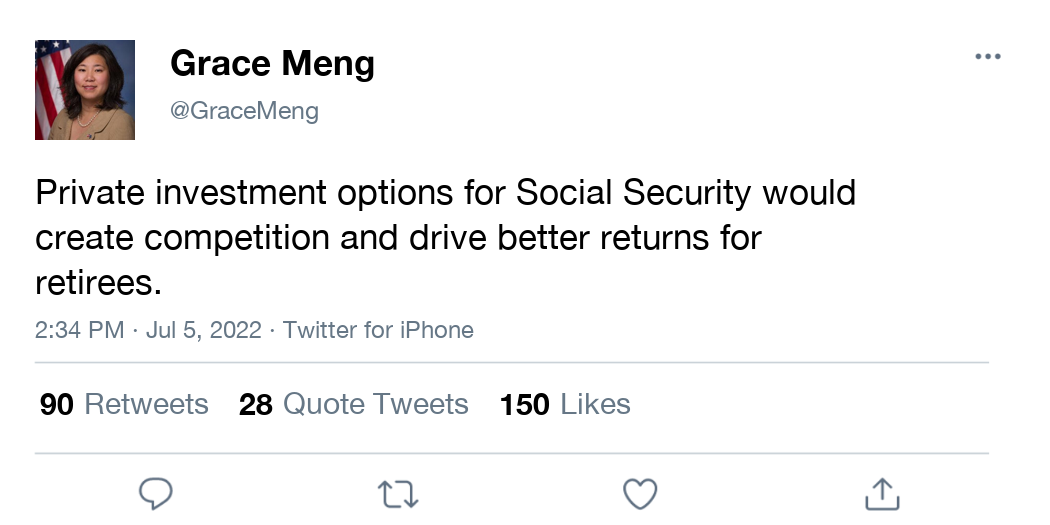 Grace Meng
@GraceMeng
Private investment options for Social Security would
create competition and drive better returns for
retirees.
2:34 PM · Jul 5, 2022 · Twitter for iPhone
90 Retweets 28 Quote Tweets 150 Likes